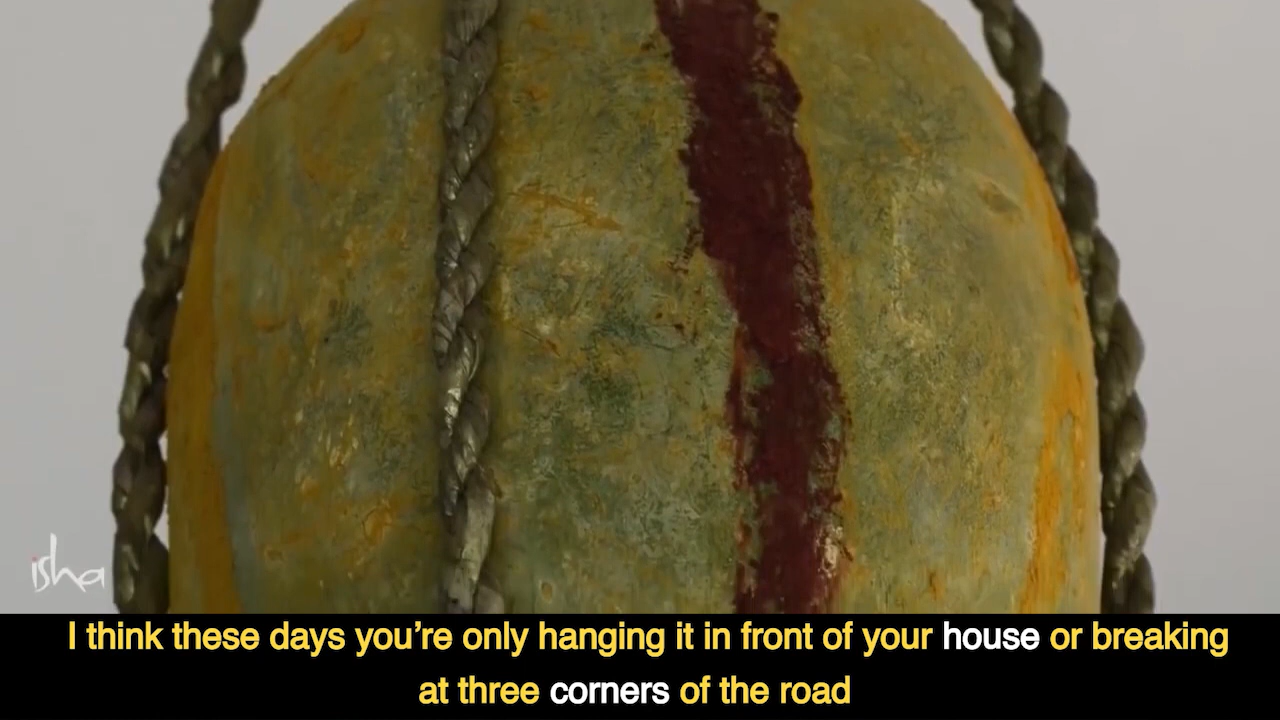 isha
I think these days you’re only hanging it in front of your house or breaking
at three corners of the road